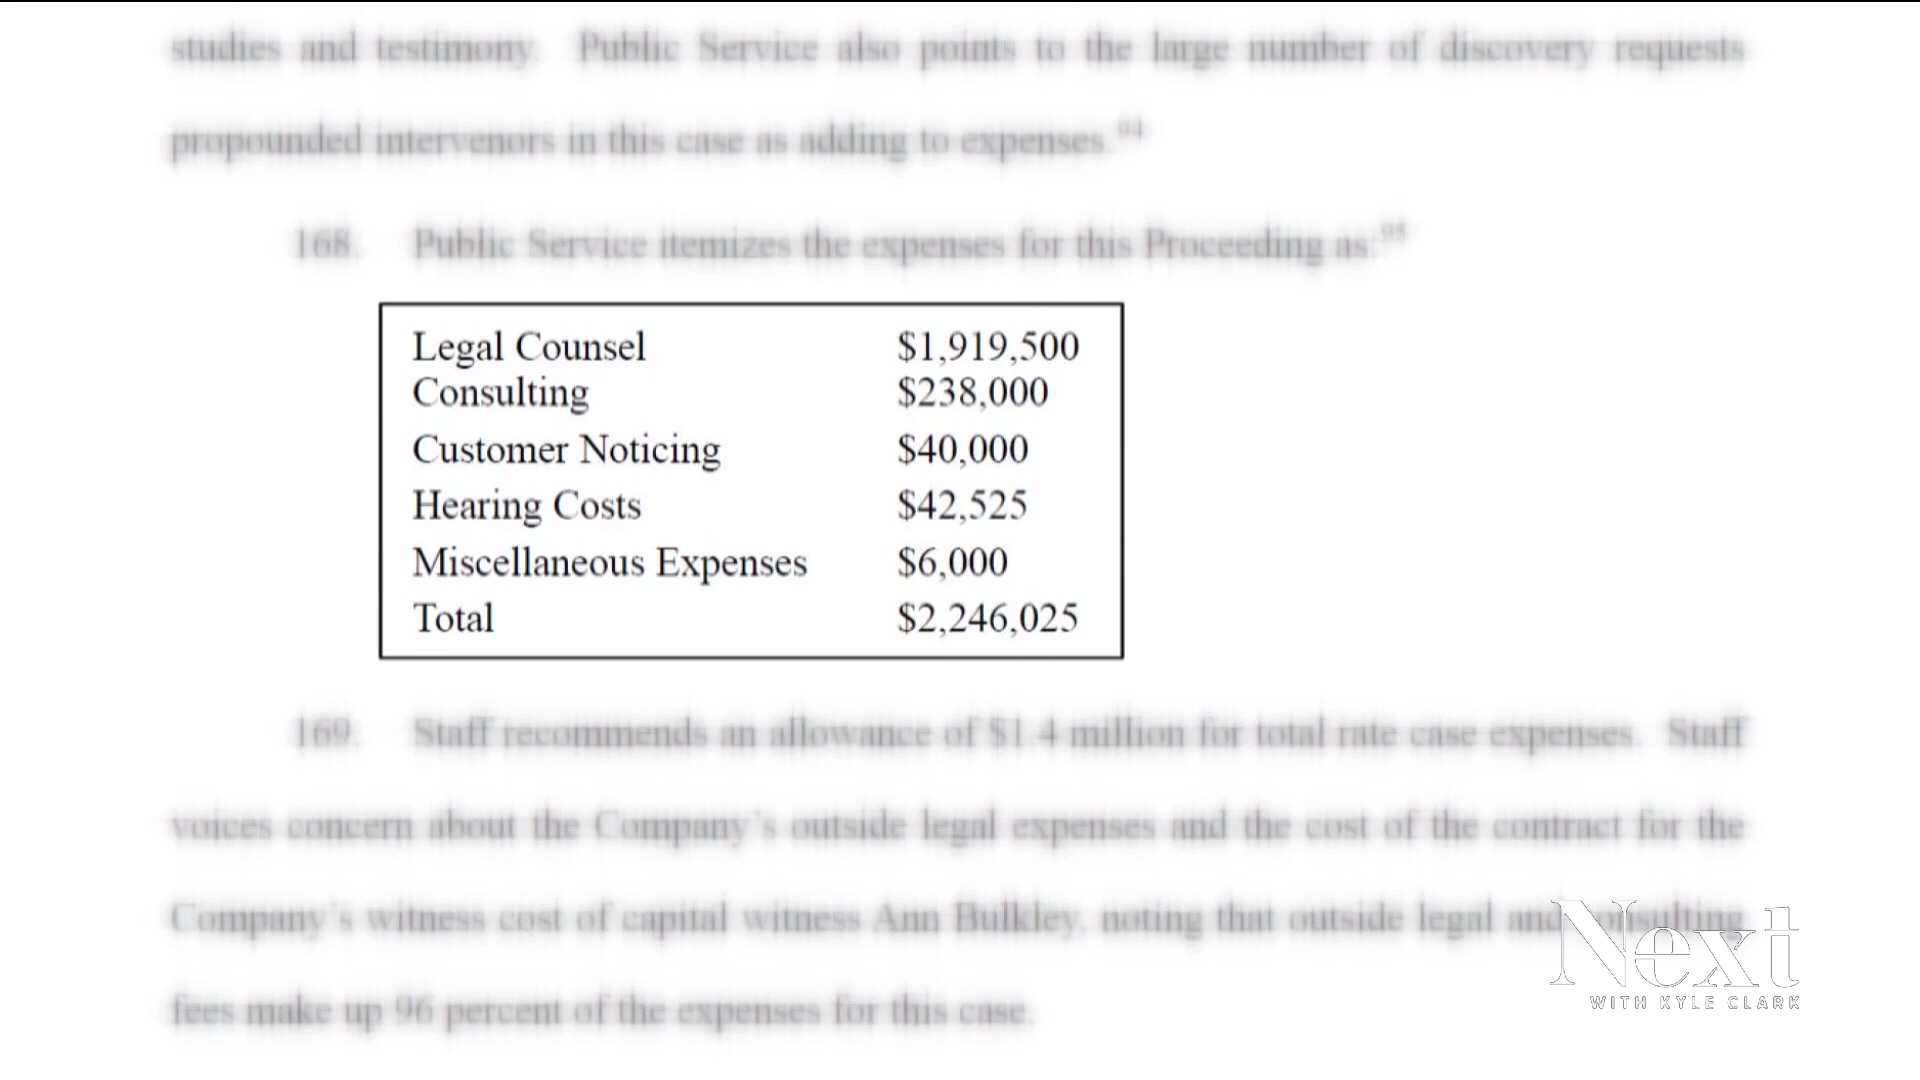 studies and testimony. Public Service also points to the large number of discovery requests
propounded intervenors in this case as adding to expenses.94
168. Public Service itemizes the expenses for this Proceeding as:95
Legal Counsel $1,919,500
Consulting $238,000
Customer Noticing $40,000
Hearing Costs $42,525
Miscellaneous Expenses $6,000
Total $2,246,025
169. Staff recommends an allowance of $1.4 million for total rate case expenses. Staff
voices concern about the Company's outside legal expenses and the cost of the contract for the
Company's witness cost of capital witness Ann Bulkley, noting that outside legal and consulting
fees make up 96 percent of the expenses for this case.
Next
WITH KYLE CLARK